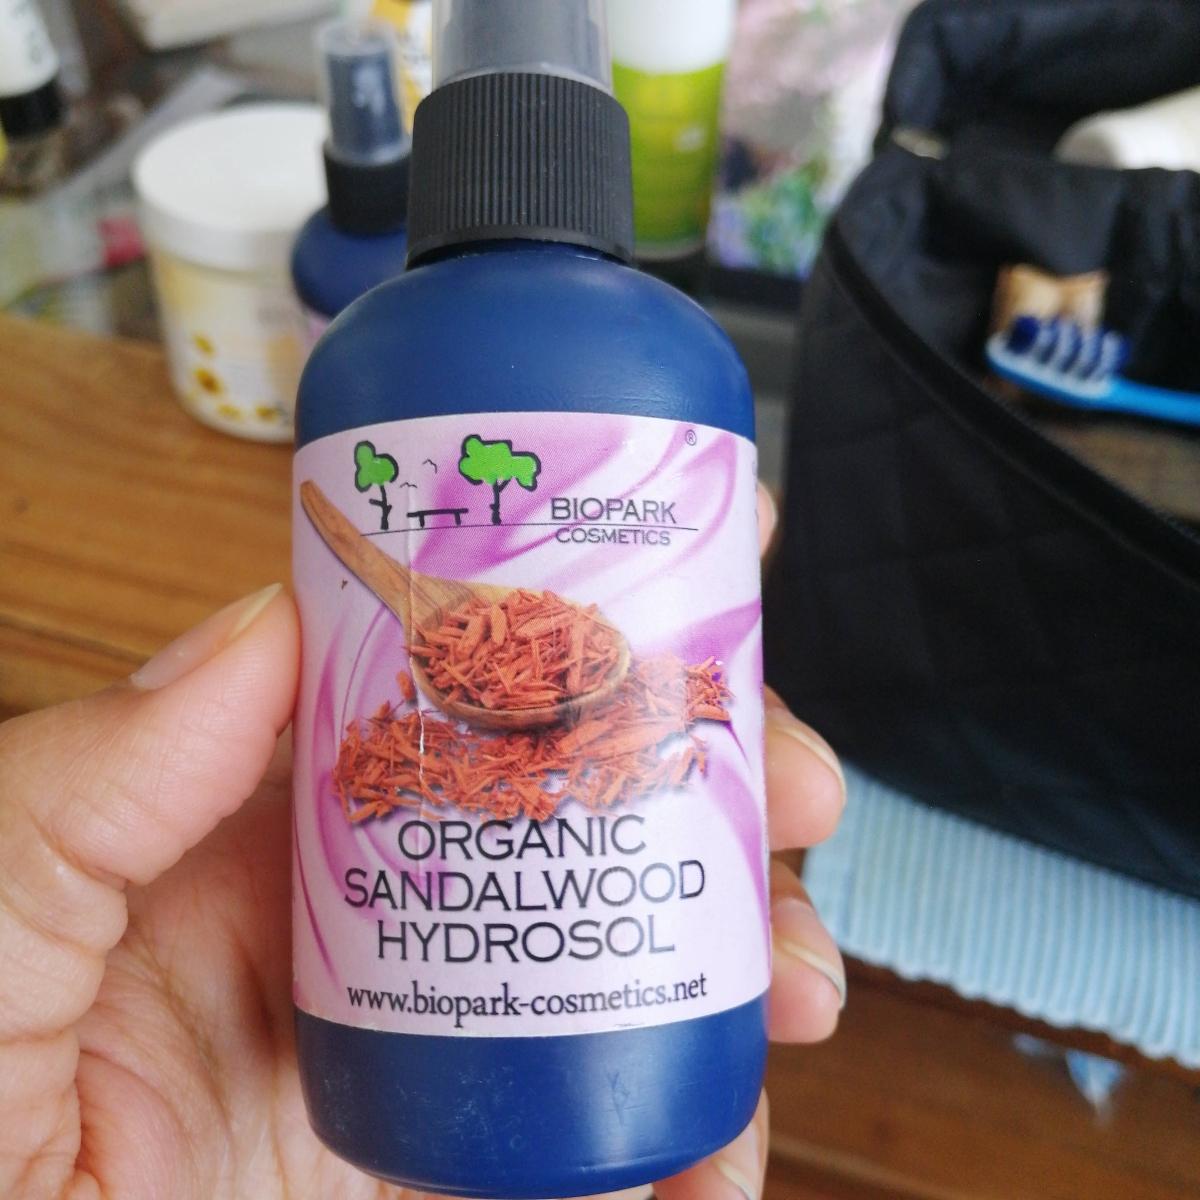 ®
BIOPARK
COSMETICS
ORGANIC
SANDALWOOD
HYDROSOL
www.biopark-cosmetics.net